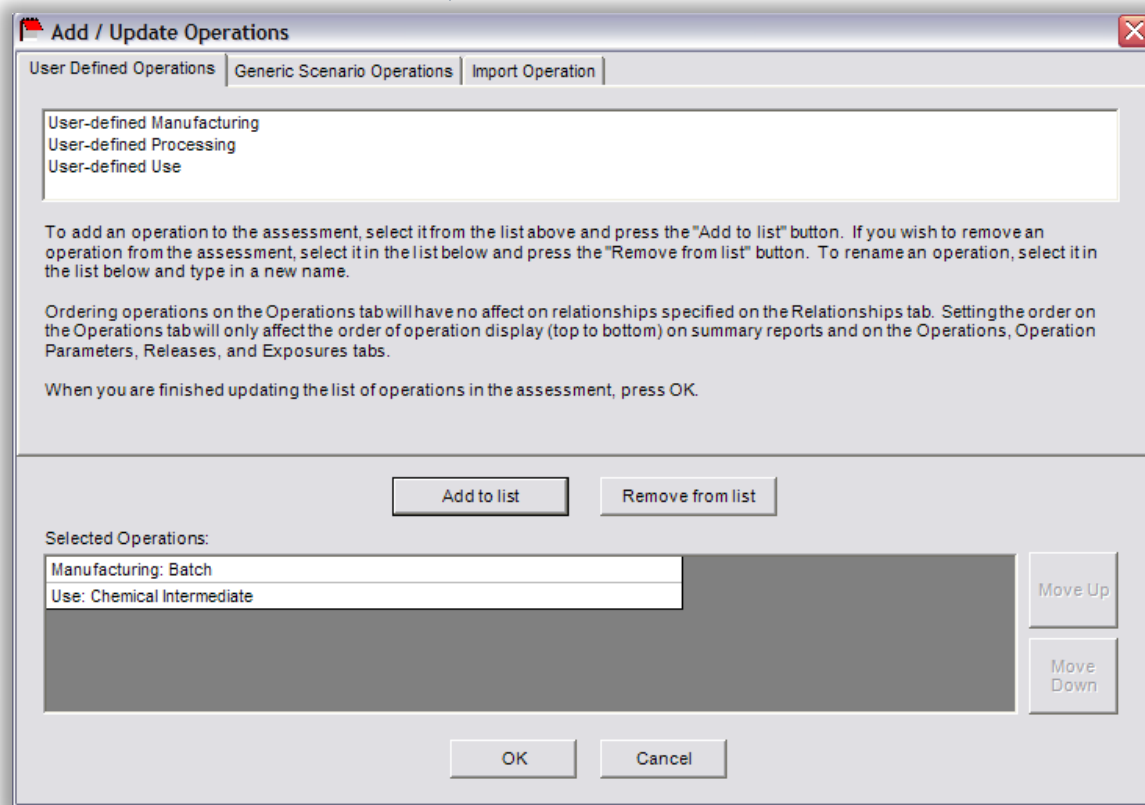 Add / Update Operations
User Defined Operations Generic Scenario Operations Import Operation
User-defined Manufacturing
User-defined Processing
User-defined Use
To add an operation to the assessment, select it from the list above and press the "Add to list" button. If you wish to remove an
operation from the assessment, select it in the list below and press the "Remove from list" button. To rename an operation, select it in
the list below and type in a new name.
Ordering operations on the Operations tab will have no affect on relationships specified on the Relationships tab. Setting the order on
the Operations tab will only affect the order of operation display (top to bottom) on summary reports and on the Operations, Operation
Parameters, Releases, and Exposures tabs.
When you are finished updating the list of operations in the assessment, press OK.
Add to list Remove from list
Selected Operations:
Manufacturing: Batch
Use: Chemical Intermediate
Move Up
Move
Down
OK Cancel